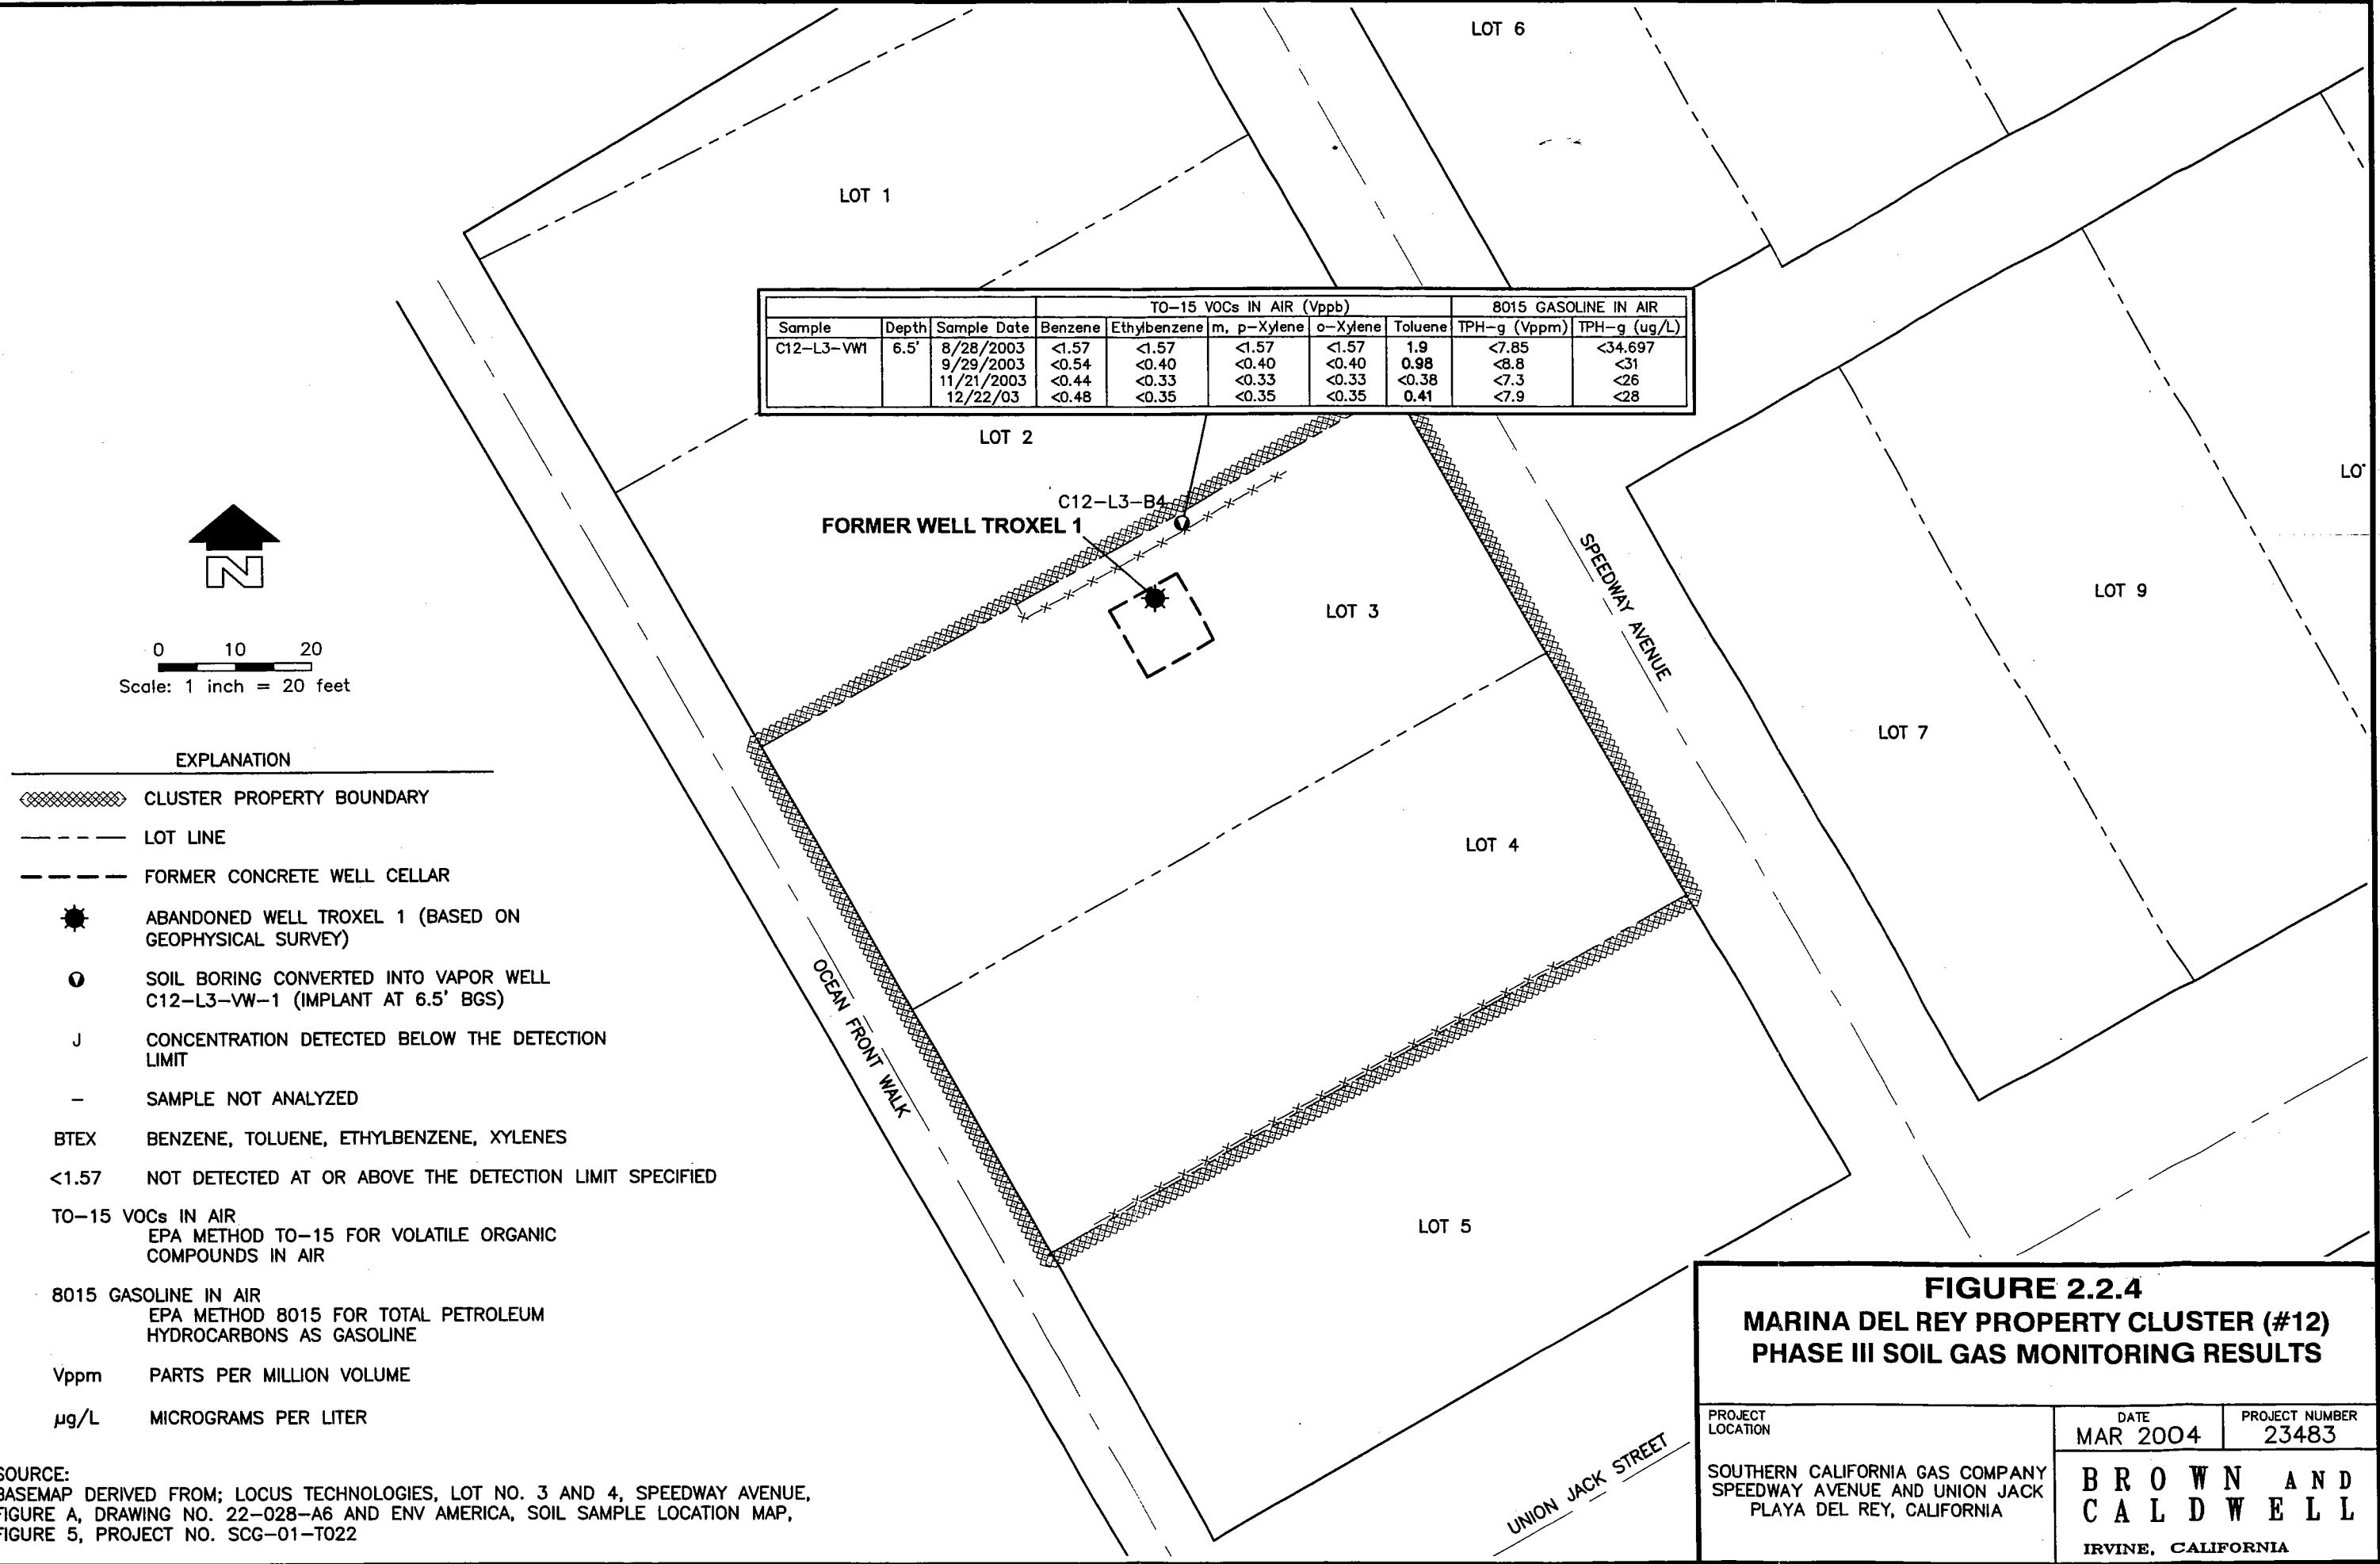 LOT 6
LOT 1
TO-15 VOCs IN AIR (Vppb) 8015 GASOLINE IN AIR
Sample Depth Sample Date Benzene Ethylbenzene m, p-Xylene o-Xylene Toluene TPH-g (Vppm) TPH-g (ug/L)
C12-L3-VW1 6.5' 8/28/2003 <1.57 <1.57 <1.57 <1.57 1.9 <7.85 <34.697
9/29/2003 <0.54 <0.40 <0.40 <0.40 0.98 <8.8 <31
11/21/2003 <0.44 <0.33 <0.33 <0.33 <0.38 <7.3 <26
12/22/03 <0.48 <0.35 <0.35 <0.35 0.41 <7.9 <28
LOT 2
C12-L3-B4
FORMER WELL TROXEL 1
LOT 3
SPEEDWAY AVENUE
LOT 9
LOT 7
LOT 4
OCEAN FRONT WALK
LOT 5
UNION JACK STREET
N
0 10 20
Scale: 1 inch = 20 feet
EXPLANATION
CLUSTER PROPERTY BOUNDARY
LOT LINE
FORMER CONCRETE WELL CELLAR
ABANDONED WELL TROXEL 1 (BASED ON
GEOPHYSICAL SURVEY)
SOIL BORING CONVERTED INTO VAPOR WELL
C12-L3-VW-1 (IMPLANT AT 6.5' BGS)
J CONCENTRATION DETECTED BELOW THE DETECTION
LIMIT
- SAMPLE NOT ANALYZED
BTEX BENZENE, TOLUENE, ETHYLBENZENE, XYLENES
<1.57 NOT DETECTED AT OR ABOVE THE DETECTION LIMIT SPECIFIED
TO-15 VOCs IN AIR
EPA METHOD TO-15 FOR VOLATILE ORGANIC
COMPOUNDS IN AIR
8015 GASOLINE IN AIR
EPA METHOD 8015 FOR TOTAL PETROLEUM
HYDROCARBONS AS GASOLINE
Vppm PARTS PER MILLION VOLUME
µg/L MICROGRAMS PER LITER
SOURCE:
BASEMAP DERIVED FROM; LOCUS TECHNOLOGIES, LOT NO. 3 AND 4, SPEEDWAY AVENUE,
FIGURE A, DRAWING NO. 22-028-A6 AND ENV AMERICA, SOIL SAMPLE LOCATION MAP,
FIGURE 5, PROJECT NO. SCG-01-T022
FIGURE 2.2.4
MARINA DEL REY PROPERTY CLUSTER (#12)
PHASE III SOIL GAS MONITORING RESULTS
PROJECT
LOCATION
SOUTHERN CALIFORNIA GAS COMPANY
SPEEDWAY AVENUE AND UNION JACK
PLAYA DEL REY, CALIFORNIA
DATE
MAR 2004
PROJECT NUMBER
23483
BROWN AND
CALDWELL
IRVINE, CALIFORNIA